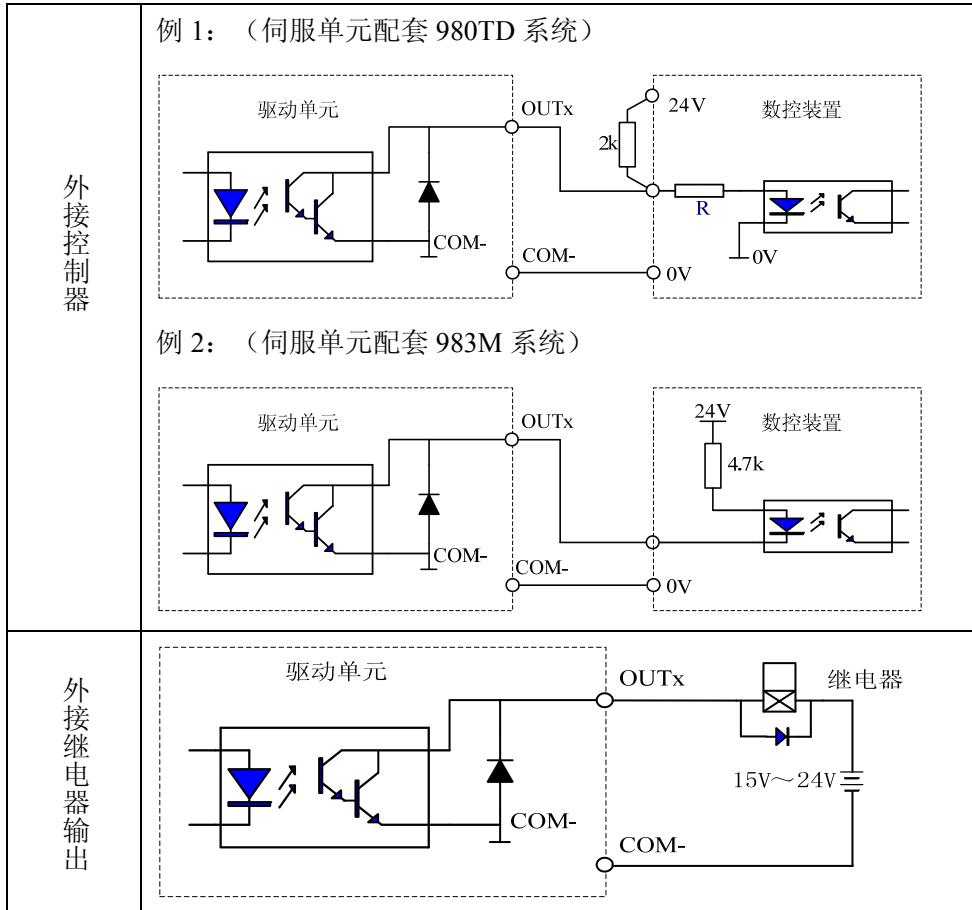 外接控制器
例 1：（伺服单元配套 980TD 系统）
驱动单元
OUTx
24V
数控装置
2k
R
COM-
COM-
0V
0V
例 2：（伺服单元配套 983M 系统）
驱动单元
OUTx
24V
数控装置
4.7k
COM-
COM-
0V
外接继电器输出
驱动单元
OUTx
继电器
15V～24V
COM-
COM-